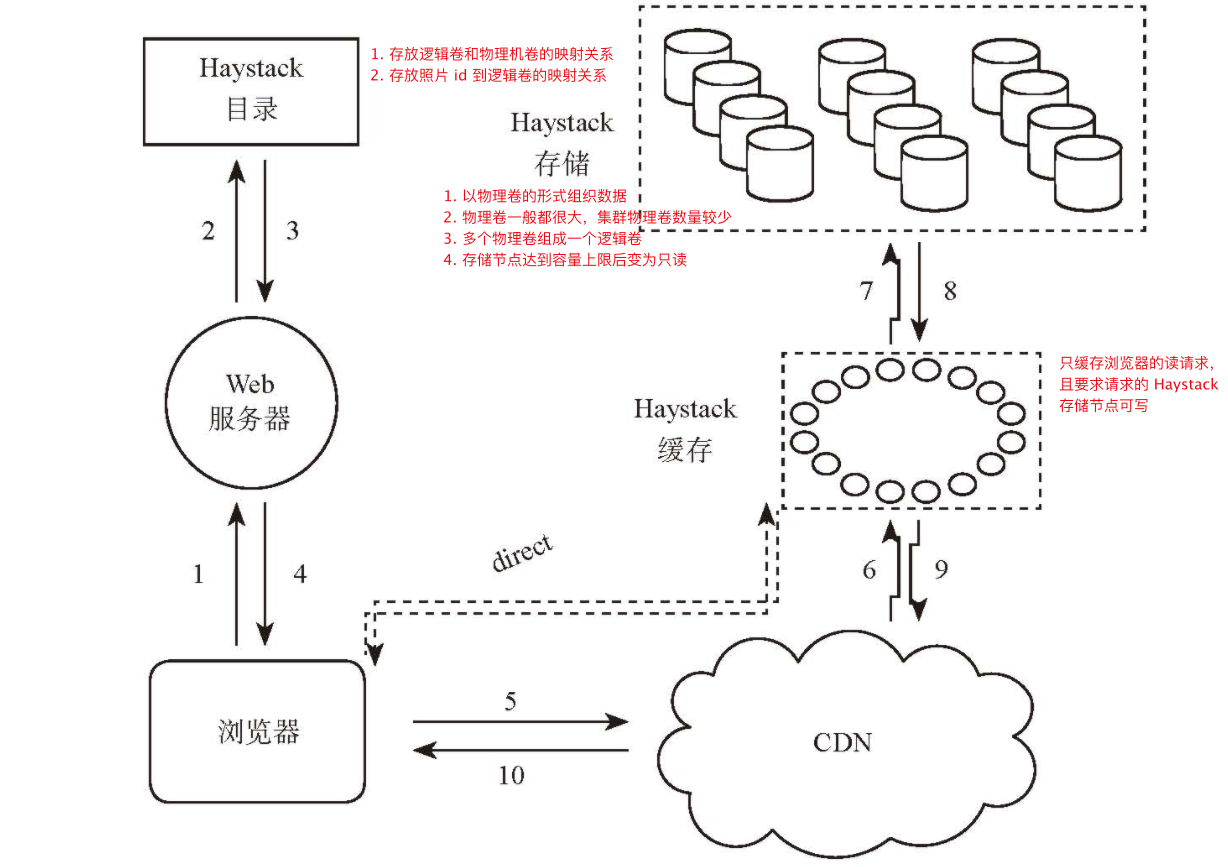 Haystack
目录
1. 存放逻辑卷和物理机卷的映射关系
2. 存放照片 id 到逻辑卷的映射关系
Haystack
存储
1. 以物理卷的形式组织数据
2. 物理卷一般都很大，集群物理卷数量较少
3. 多个物理卷组成一个逻辑卷
4. 存储节点达到容量上限后变为只读
2
3
7
8
Web
服务器
Haystack
缓存
只缓存浏览器的读请求，
且要求请求的 Haystack
存储节点可写
1
4
direct
6
9
浏览器
5
10
CDN